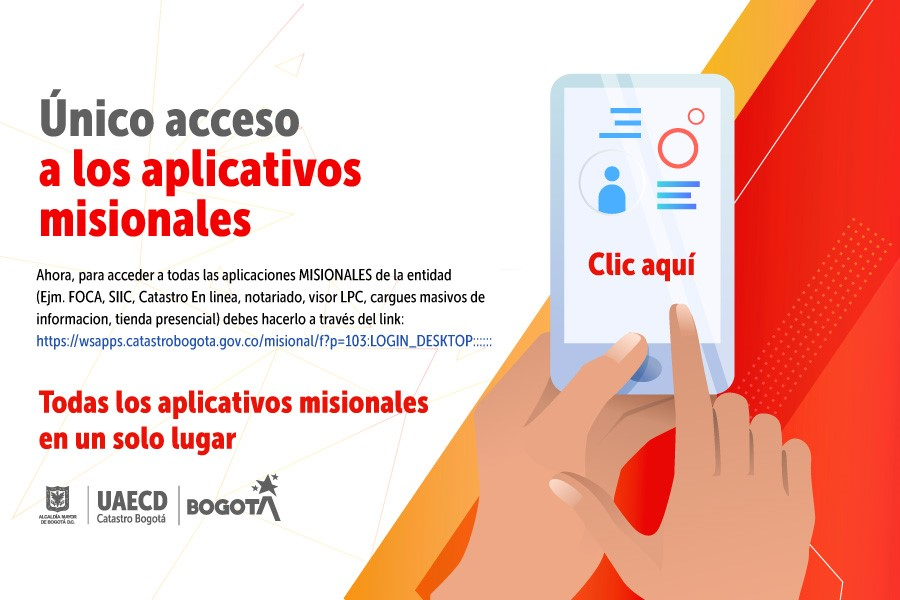 Único acceso
a los aplicativos
misionales
Ahora, para acceder a todas las aplicaciones MISIONALES de la entidad
(Ejm. FOCA, SIIC, Catastro En linea, notariado, visor LPC, cargues masivos de
informacion, tienda presencial) debes hacerlo a través del link:
https://wsapps.catastrobogota.gov.co/misional/f?p=103:LOGIN_DESKTOP::::::
Todas los aplicativos misionales
en un solo lugar
ALCALDÍA MAYOR
DE BOGOTÁ D.C.
UAECD
Catastro Bogotá
BOGOTÁ
Clic aquí